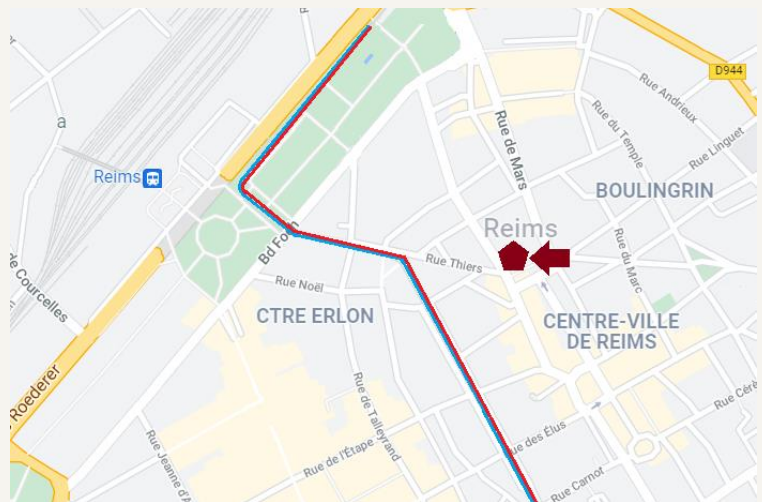 D944
Rue Andrieux
Rue du Temple
Rue Linguet
a
Rue de Mars
Reims
BOULINGRIN
Reims
Bd Foch
Rue Thiers
Rue du Marc
de Courcelles
Rue Noël
CTRE ERLON
CENTRE-VILLE
DE REIMS
Roederer
Rue de Talleyrand
Rue Cérè
Rue des Élus
Rue Jeanne d'A
Rue de l'Étape
Rue Carnot